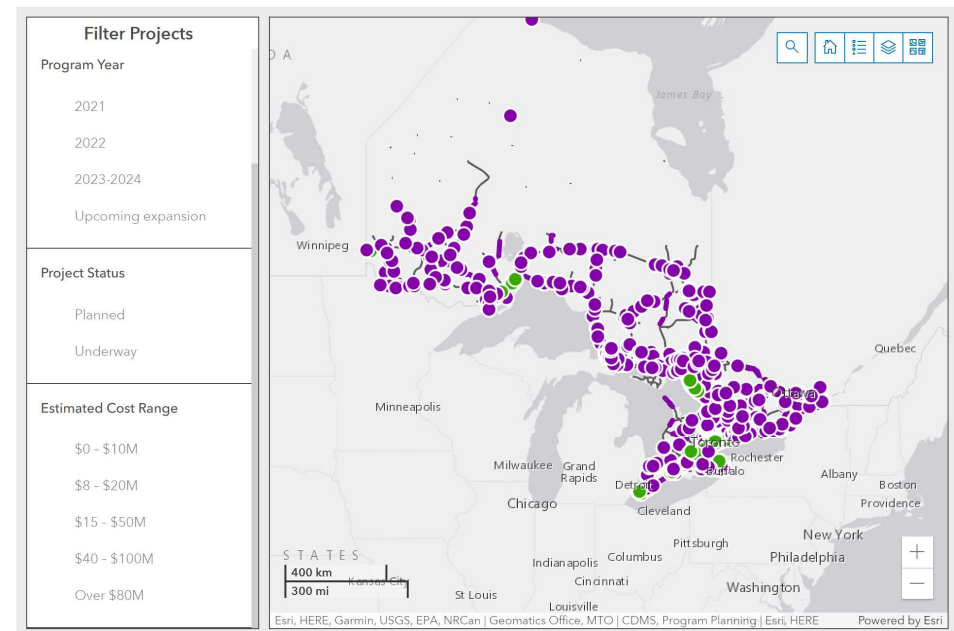 Filter Projects
Program Year
2021
2022
2023-2024
Upcoming expansion
Project Status
Planned
Underway
Estimated Cost Range
$0 - $10M
$8 - $20M
$15 - $50M
$40 - $100M
Over $80M
D A
James Bay
Winnipeg
Quebec
Ottawa
Minneapolis
Toronto
Rochester
Milwaukee
Grand
Rapids
Detroit
Buffalo
Albany
Boston
Chicago
Cleveland
Providence
New York
Pittsburgh
Philadelphia
STATES
Indianapolis
Columbus
400 km
Kansas City
Cincinnati
300 mi
St Louis
Washington
Louisville
Esri, HERE, Garmin, USGS, EPA, NRCan | Geomatics Office, MTO | CDMS, Program Planning | Esri, HERE
Powered by Esri